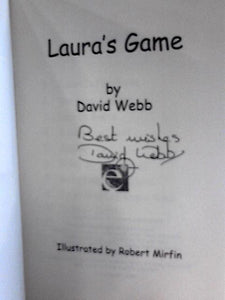 Laura's Game
by
David Webb
Best wishes
David Webb
e
Illustrated by Robert Mirfin